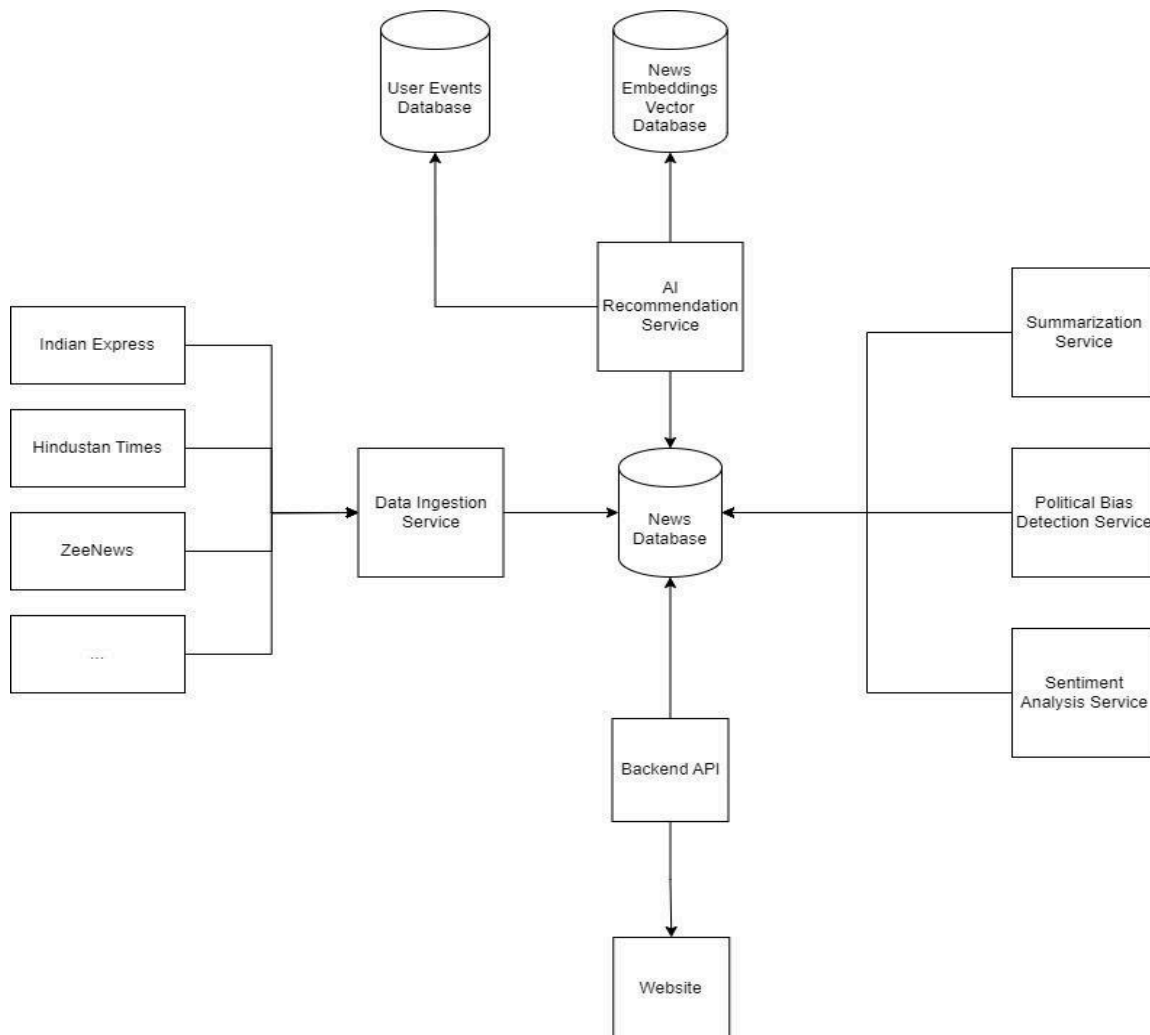 User Events
Database
News
Embeddings
Vector
Database
AI
Recommendation
Service
Indian Express
Hindustan Times
ZeeNews
...
Data Ingestion
Service
News
Database
Summarization
Service
Political Bias
Detection Service
Sentiment
Analysis Service
Backend API
Website